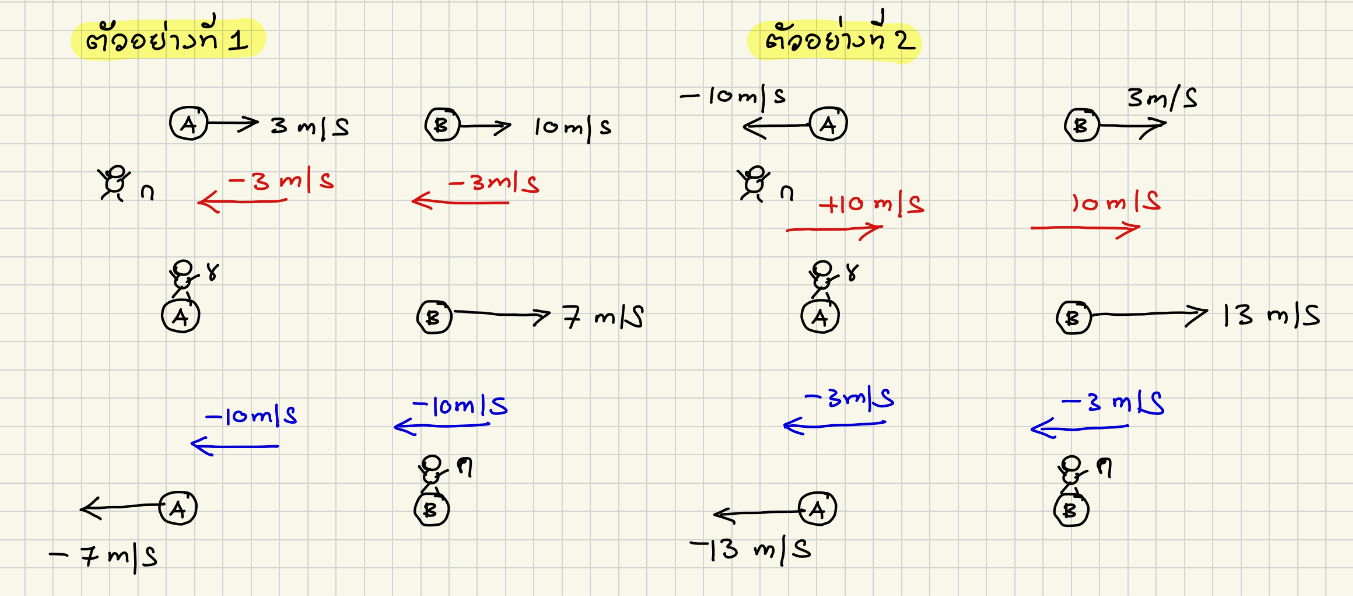 ตัวอย่างที่ 1
A 3 m/s B 10 m/s
ก -3 m/s -3 m/s
ข
A B 7 m/s
-10 m/s -10 m/s
ค
A B
-7 m/s
ตัวอย่างที่ 2
-10 m/s A B 3 m/s
ก +10 m/s 10 m/s
ข
A B 13 m/s
-3 m/s -3 m/s
ค
A B
-13 m/s